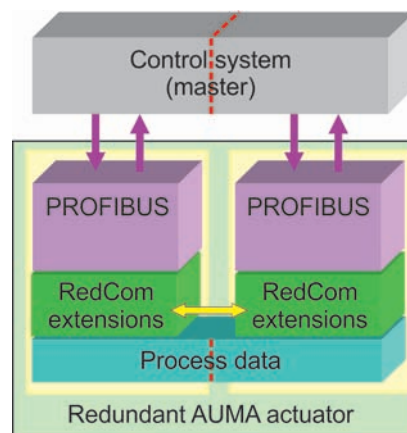 Control system
(master)
PROFIBUS PROFIBUS
RedCom RedCom
extensions extensions
Process data
Redundant AUMA actuator